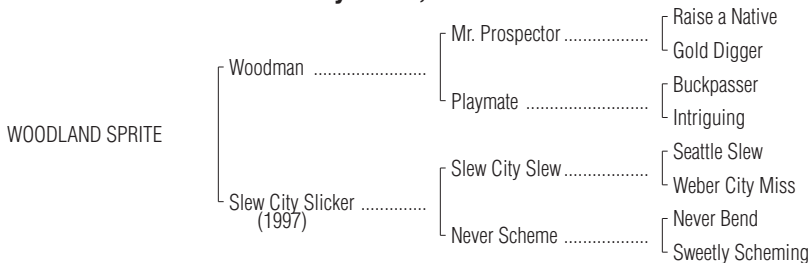 Raise a Native
Mr. Prospector ..................
Gold Digger
Woodman ........................
Buckpasser
Playmate ..........................
Intriguing
WOODLAND SPRITE
Seattle Slew
Slew City Slew ..................
Weber City Miss
Slew City Slicker ..............
(1997)
Never Bend
Never Scheme ..................
Sweetly Scheming